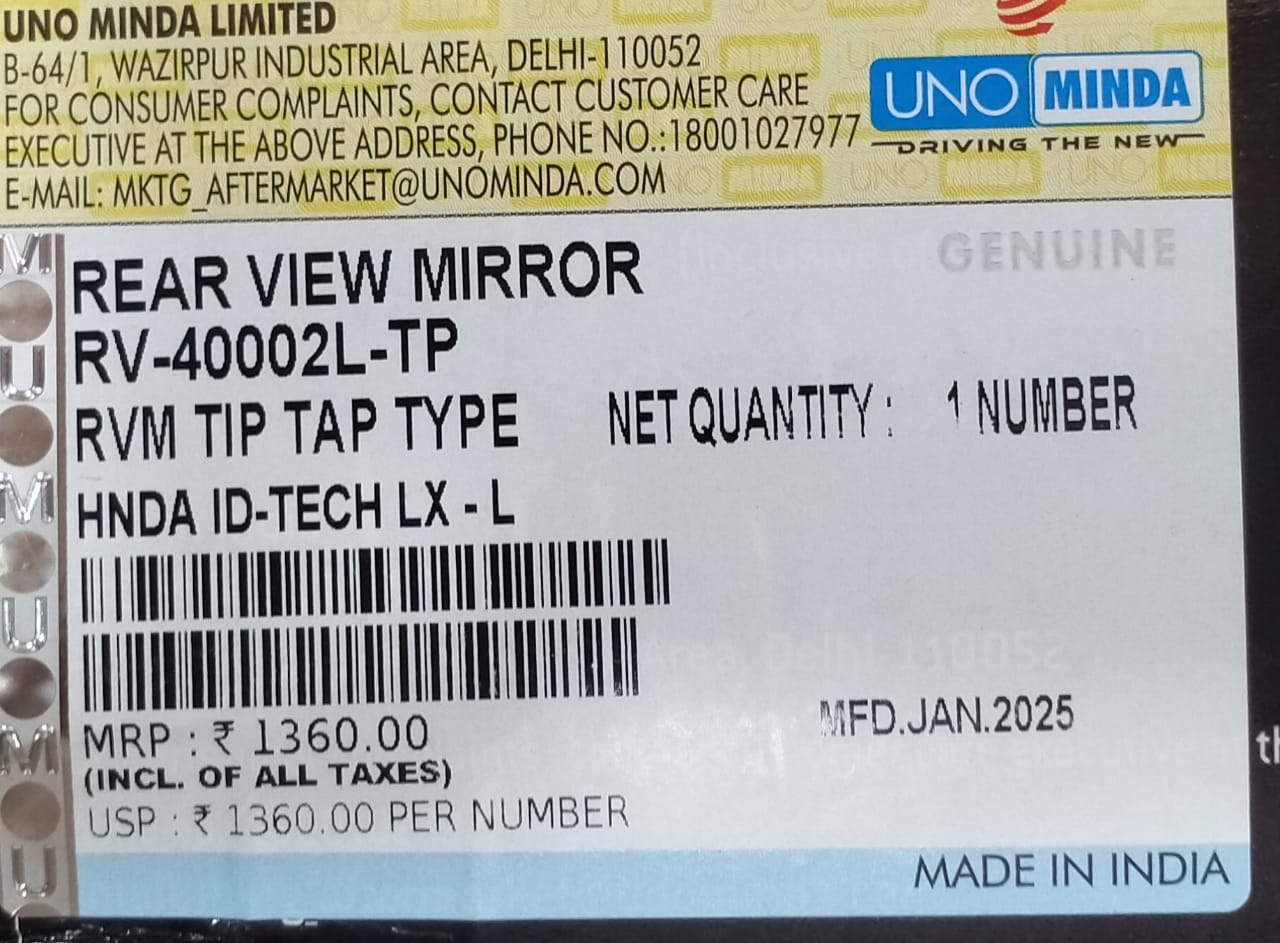 UNO MINDA LIMITED
B-64/1, WAZIRPUR INDUSTRIAL AREA, DELHI-110052
FOR CONSUMER COMPLAINTS, CONTACT CUSTOMER CARE
EXECUTIVE AT THE ABOVE ADDRESS, PHONE NO.:18001027977
E-MAIL: MKTG_AFTERMARKET@UNOMINDA.COM
UNO MINDA
DRIVING THE NEW
GENUINE
REAR VIEW MIRROR
RV-40002L-TP
RVM TIP TAP TYPE
NET QUANTITY : 1 NUMBER
HNDA ID-TECH LX - L
MRP : ₹ 1360.00
(INCL. OF ALL TAXES)
USP : ₹ 1360.00 PER NUMBER
MFD.JAN.2025
MADE IN INDIA